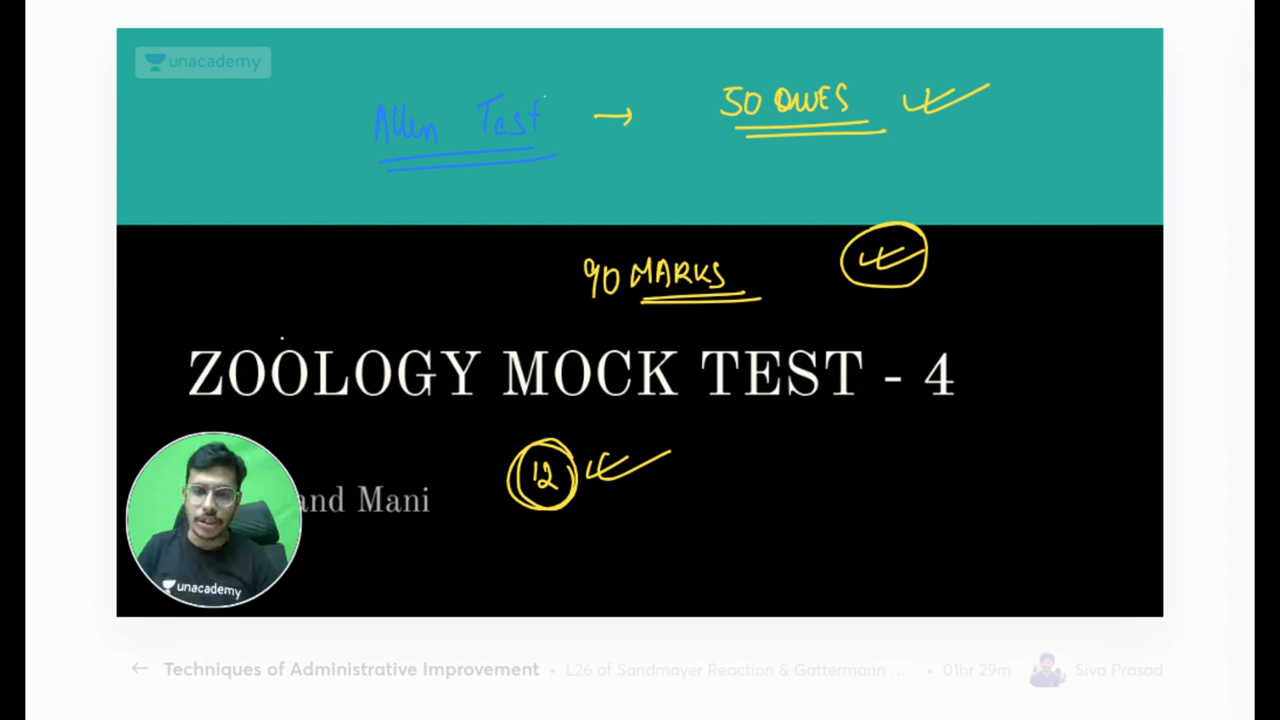 unacademy
Allen Test → 50 QUES
90 MARKS
ZOOLOGY MOCK TEST - 4
12
and Mani
unacademy
← Techniques of Administrative Improvement • L26 of Sandmayer Reaction & Gattermann ... • 01hr 29m Siva Prasad